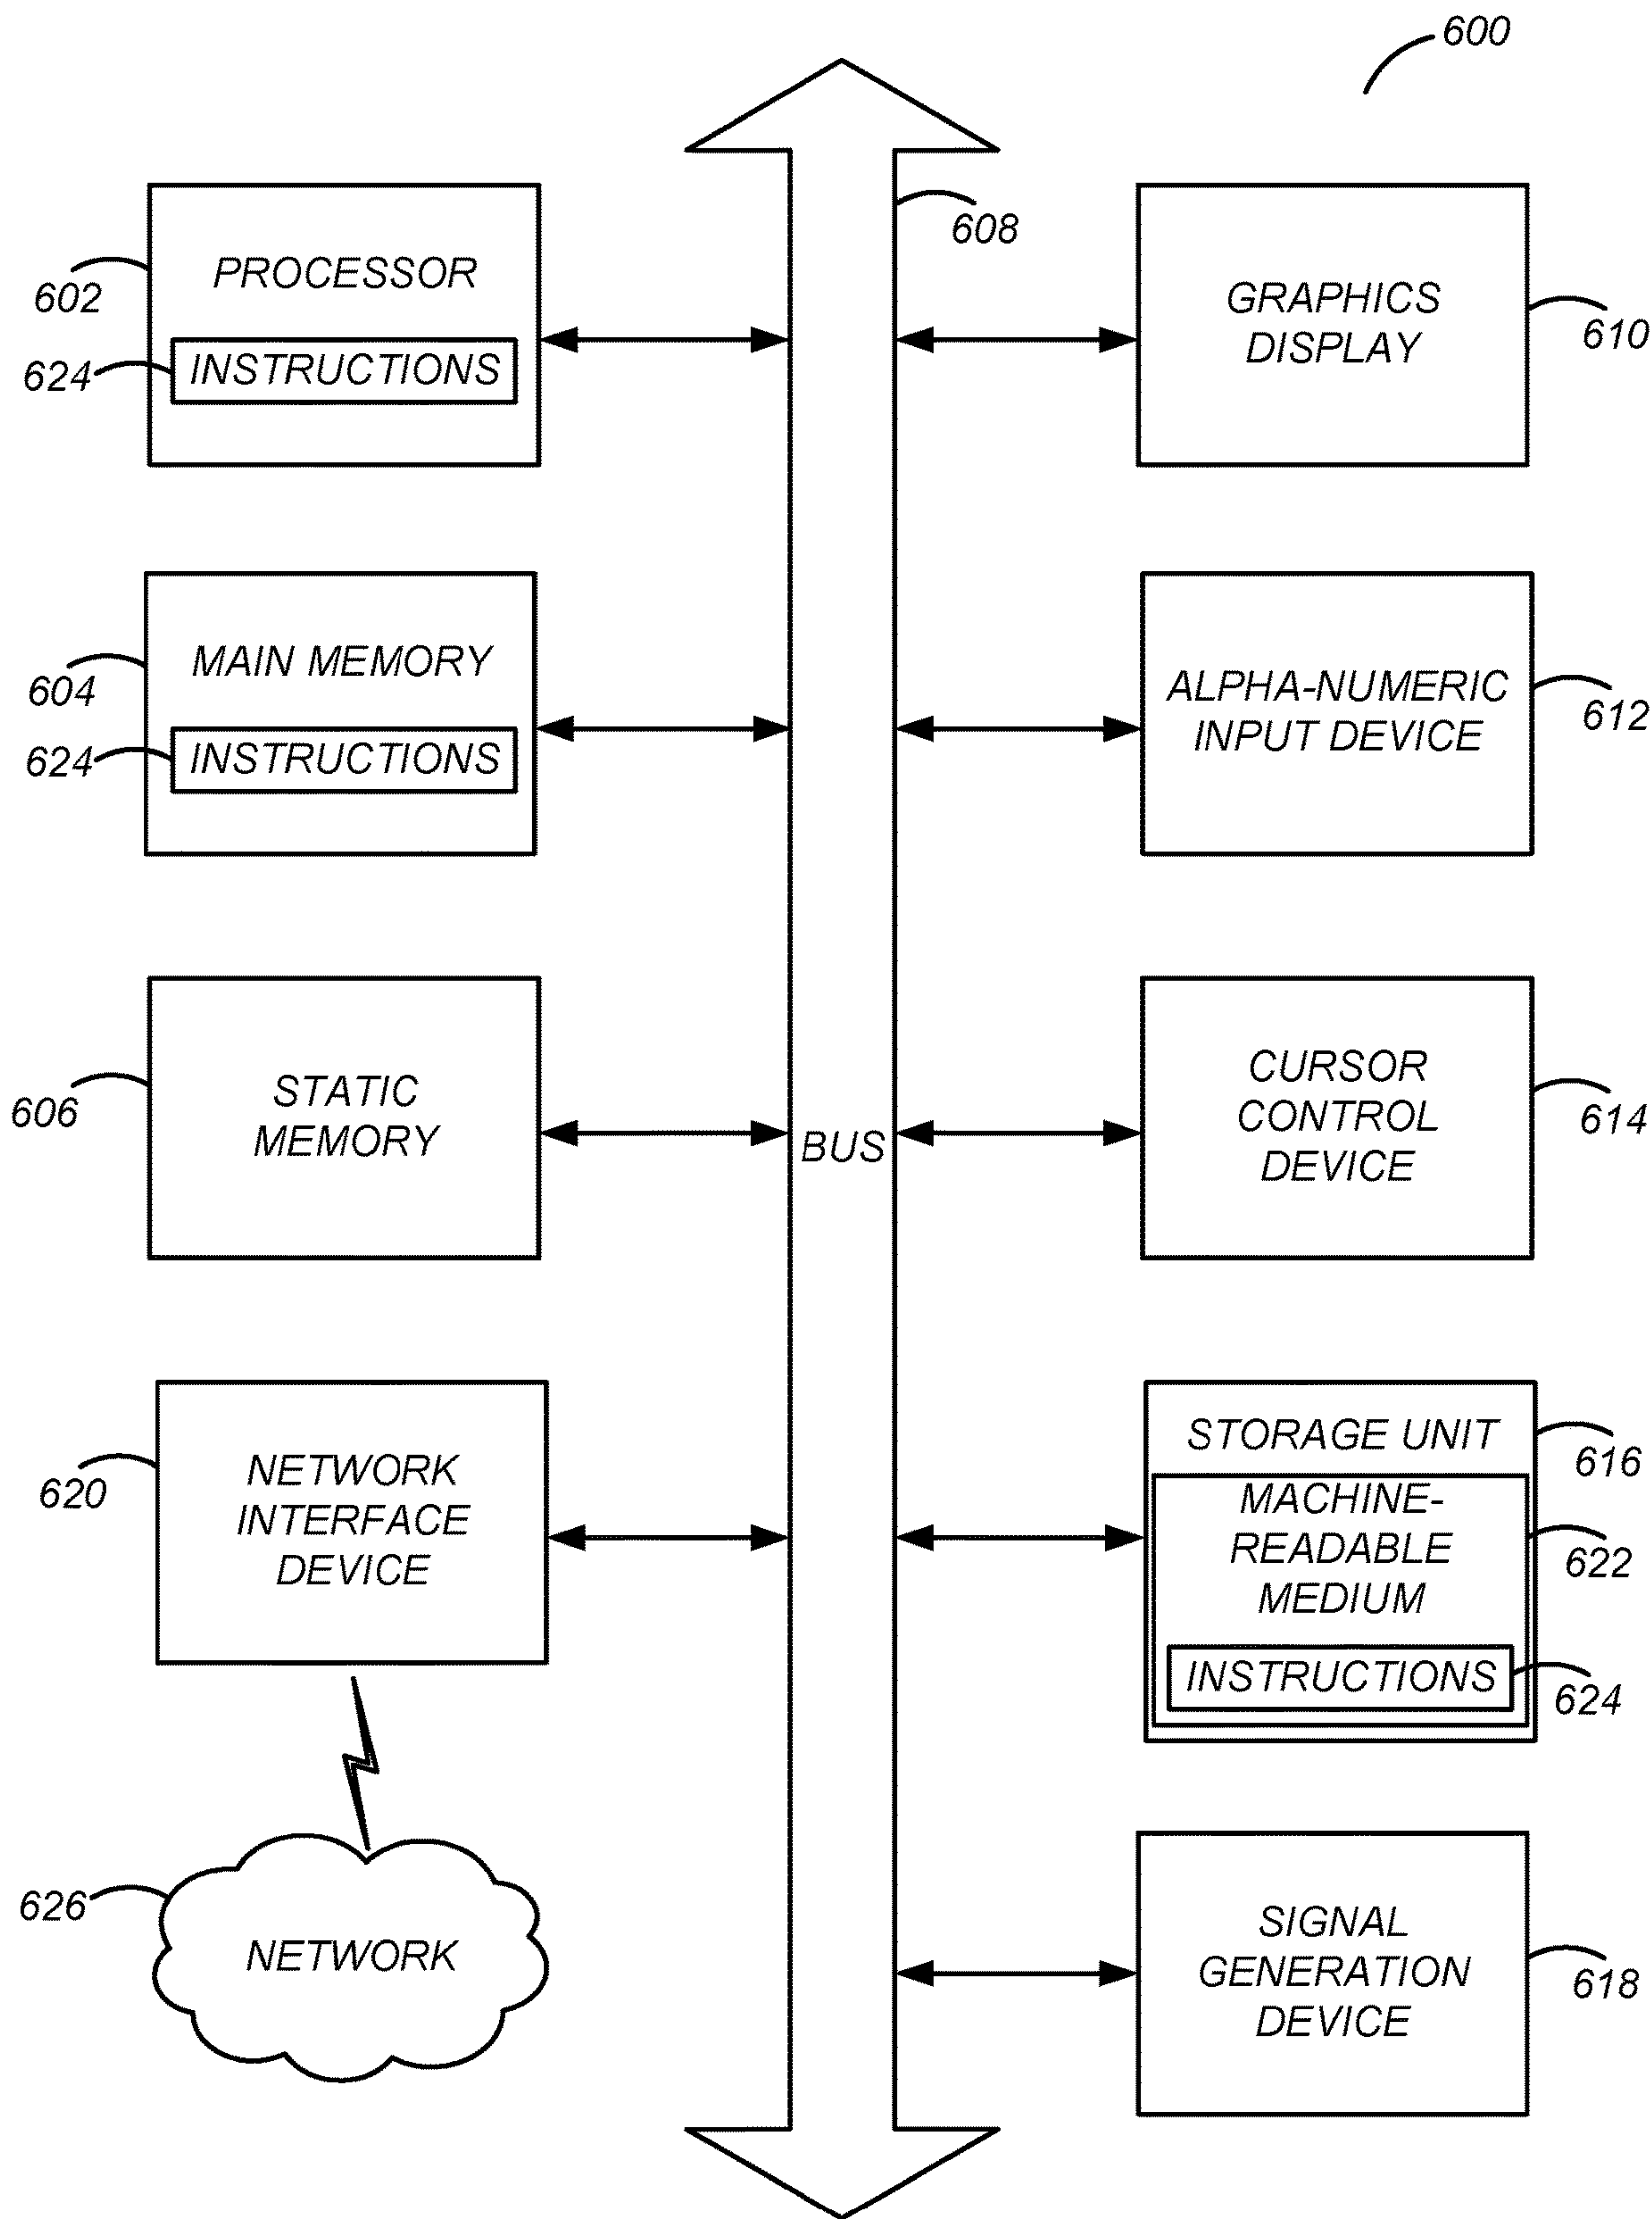 600
608
PROCESSOR
602
INSTRUCTIONS
624
GRAPHICS
DISPLAY
610
MAIN MEMORY
604
INSTRUCTIONS
624
ALPHA-NUMERIC
INPUT DEVICE
612
STATIC
MEMORY
606
BUS
CURSOR
CONTROL
DEVICE
614
NETWORK
INTERFACE
DEVICE
620
STORAGE UNIT
616
MACHINE-
READABLE
MEDIUM
622
INSTRUCTIONS
624
626
NETWORK
SIGNAL
GENERATION
DEVICE
618